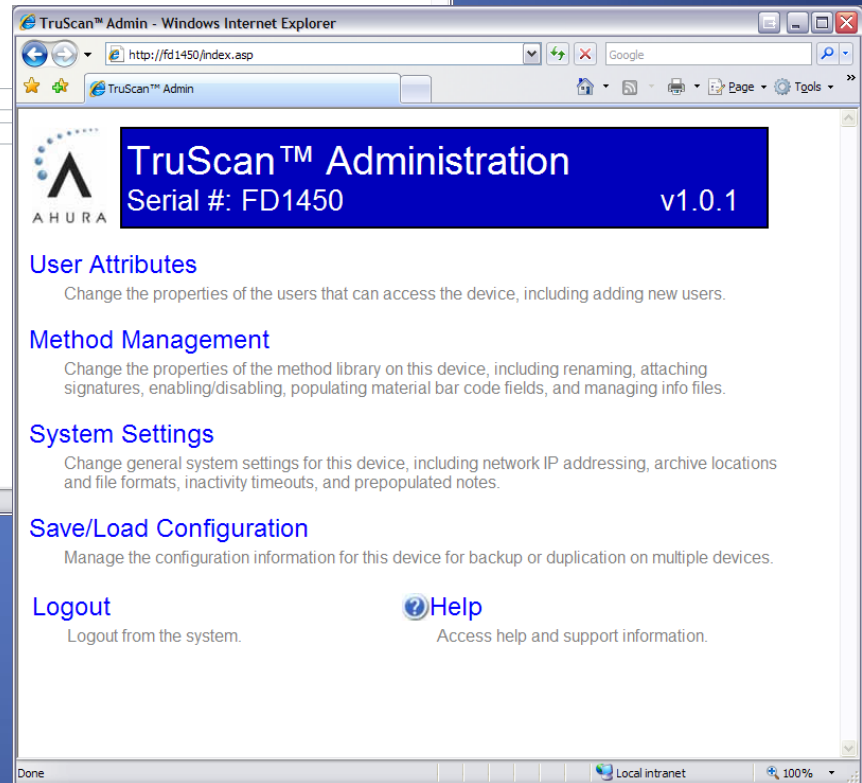 TruScan™ Admin - Windows Internet Explorer
http://fd1450/index.asp
Google
TruScan™ Admin
Page
Tools
»
AHURA
TruScan™ Administration
Serial #: FD1450 v1.0.1
User Attributes
Change the properties of the users that can access the device, including adding new users.
Method Management
Change the properties of the method library on this device, including renaming, attaching
signatures, enabling/disabling, populating material bar code fields, and managing info files.
System Settings
Change general system settings for this device, including network IP addressing, archive locations
and file formats, inactivity timeouts, and prepopulated notes.
Save/Load Configuration
Manage the configuration information for this device for backup or duplication on multiple devices.
Logout
Logout from the system.
?
Help
Access help and support information.
Done
Local intranet
100%